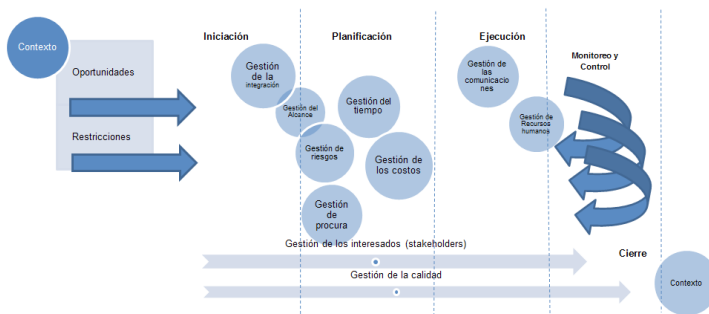 Contexto
Oportunidades
Restricciones
Iniciación
Planificación
Ejecución
Monitoreo y
Control
Gestión
de la
integración
Gestión del
Alcance
Gestión del
tiempo
Gestión de
riesgos
Gestión de
los costos
Gestión
de
procura
Gestión de
las
comunicacio
nes
Gestión de
Recursos
humanos
Gestión de los interesados (stakeholders)
Cierre
Gestión de la calidad
Contexto